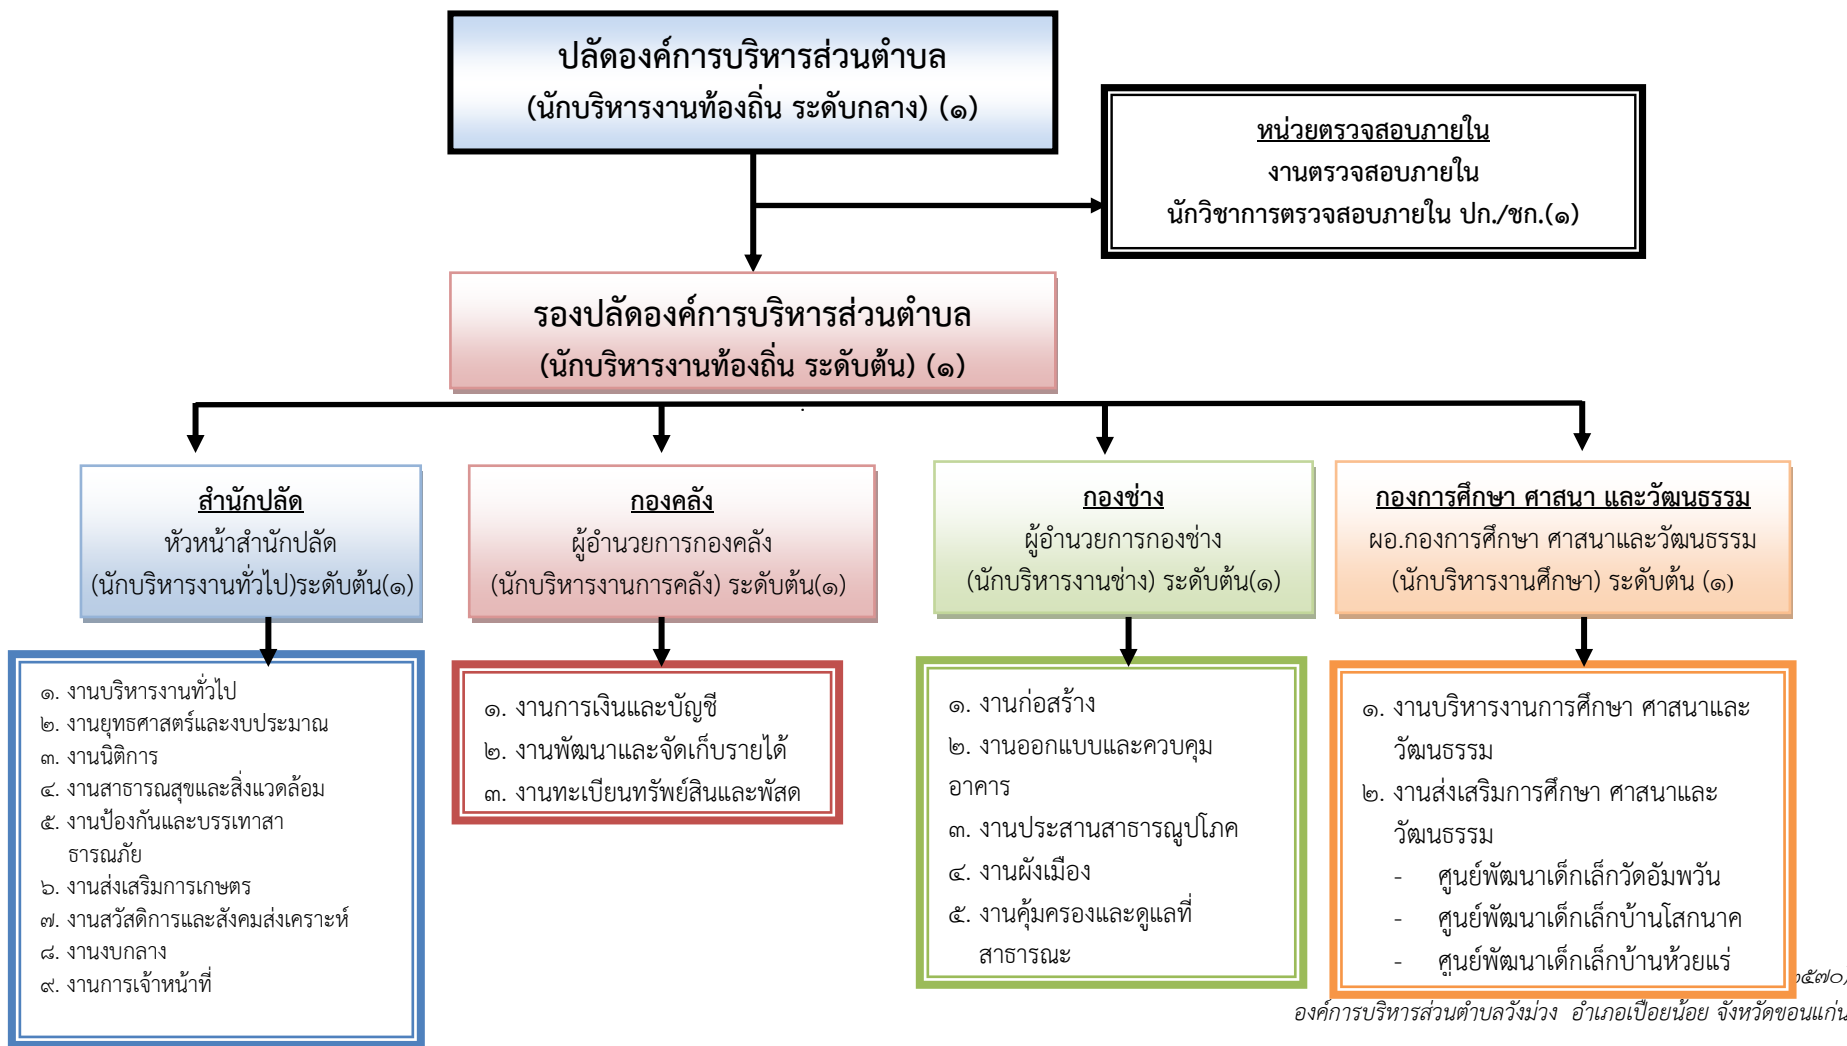 ปลัดองค์การบริหารส่วนตำบล
(นักบริหารงานท้องถิ่น ระดับกลาง) (๑)
หน่วยตรวจสอบภายใน
งานตรวจสอบภายใน
นักวิชาการตรวจสอบภายใน ปก./ชก.(๑)
รองปลัดองค์การบริหารส่วนตำบล
(นักบริหารงานท้องถิ่น ระดับต้น) (๑)
สำนักปลัด
หัวหน้าสำนักปลัด
(นักบริหารงานทั่วไป)ระดับต้น(๑)
กองคลัง
ผู้อำนวยการกองคลัง
(นักบริหารงานการคลัง) ระดับต้น(๑)
กองช่าง
ผู้อำนวยการกองช่าง
(นักบริหารงานช่าง) ระดับต้น(๑)
กองการศึกษา ศาสนา และวัฒนธรรม
ผอ.กองการศึกษา ศาสนาและวัฒนธรรม
(นักบริหารงานศึกษา) ระดับต้น (๑)
๑. งานบริหารงานทั่วไป
๒. งานยุทธศาสตร์และงบประมาณ
๓. งานนิติการ
๔. งานสาธารณสุขและสิ่งแวดล้อม
๕. งานป้องกันและบรรเทาสา
ธารณภัย
๖. งานส่งเสริมการเกษตร
๗. งานสวัสดิการและสังคมส่งเคราะห์
๘. งานงบกลาง
๙. งานการเจ้าหน้าที่
๑. งานการเงินและบัญชี
๒. งานพัฒนาและจัดเก็บรายได้
๓. งานทะเบียนทรัพย์สินและพัสด
๑. งานก่อสร้าง
๒. งานออกแบบและควบคุม
อาคาร
๓. งานประสานสาธารณูปโภค
๔. งานผังเมือง
๕. งานคุ้มครองและดูแลที่
สาธารณะ
๑. งานบริหารงานการศึกษา ศาสนาและ
วัฒนธรรม
๒. งานส่งเสริมการศึกษา ศาสนาและ
วัฒนธรรม
- ศูนย์พัฒนาเด็กเล็กวัดอัมพวัน
- ศูนย์พัฒนาเด็กเล็กบ้านโสกนาค
- ศูนย์พัฒนาเด็กเล็กบ้านห้วยแร่
๕๗๐)
องค์การบริหารส่วนตำบลวังม่วง อำเภอเปือยน้อย จังหวัดขอนแก่น